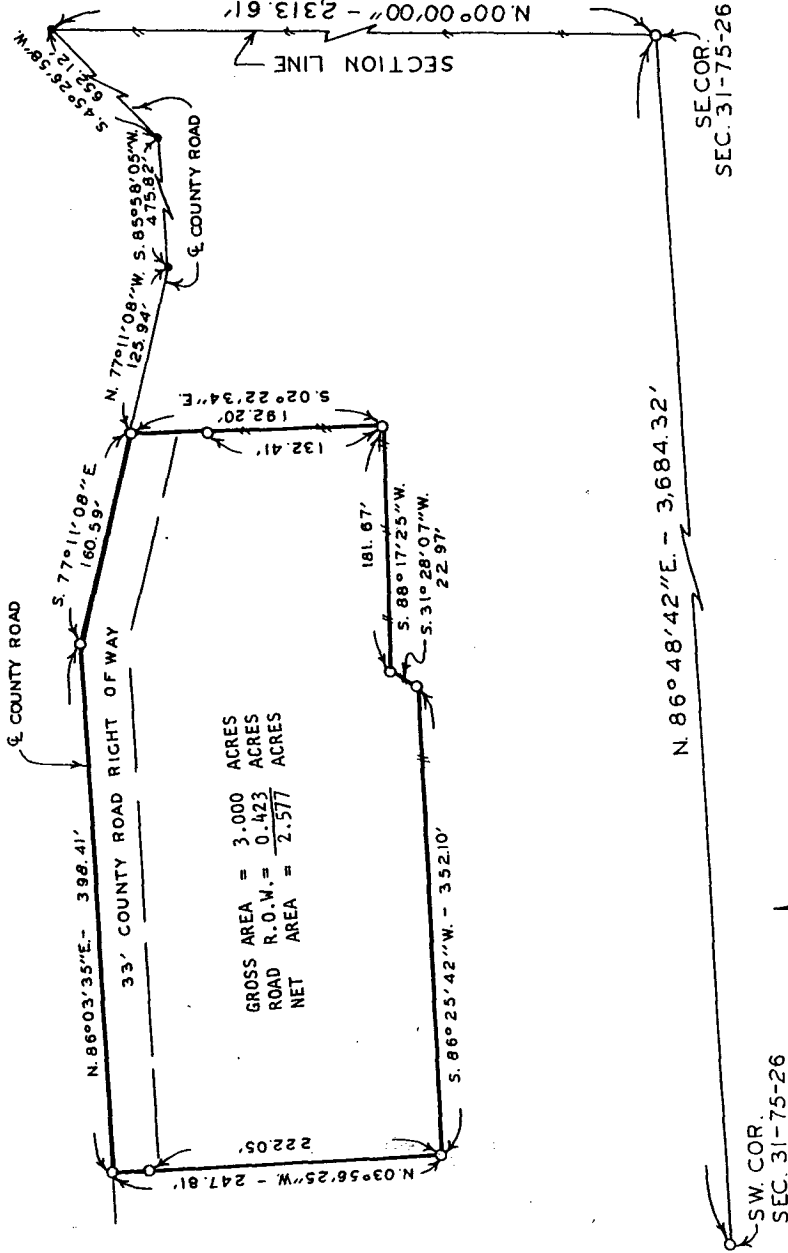 N. 00° 00' 00" - 2,313.61'
SECTION LINE
S. 45° 26' 58" W.
652.12'
S. 85° 58' 05" W.
475.82'
℄ COUNTY ROAD
N. 77° 11' 08" W.
125.94'
℄ COUNTY ROAD
S. 77° 11' 08" E
160.59'
N. 86° 03' 35" E. - 398.41'
33' COUNTY ROAD RIGHT OF WAY
S. 02° 22' 34" E.
192.20'
132.41'
181.67'
S. 88° 17' 25" W.
S. 31° 28' 07" W.
22.97'
GROSS AREA = 3.000 ACRES
ROAD R.O.W. = 0.423 ACRES
NET AREA = 2.577 ACRES
S. 86° 25' 42" W. - 352.10'
222.05'
N. 03° 56' 25" W. - 247.81'
N. 86° 48' 42" E. - 3,684.32'
SE.COR.
SEC. 31-75-26
SW. COR.
SEC. 31-75-26